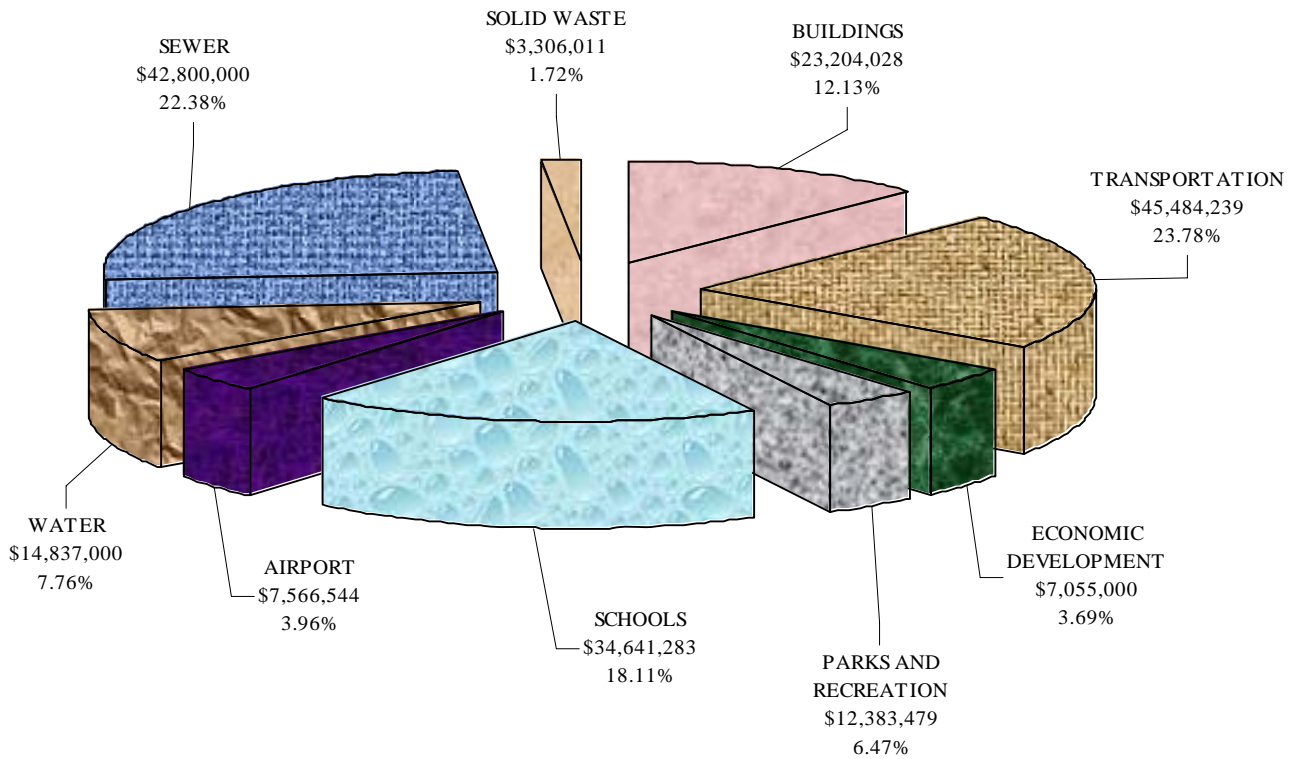 SOLID WASTE
$3,306,011
1.72%
BUILDINGS
$23,204,028
12.13%
SEWER
$42,800,000
22.38%
TRANSPORTATION
$45,484,239
23.78%
WATER
$14,837,000
7.76%
AIRPORT
$7,566,544
3.96%
SCHOOLS
$34,641,283
18.11%
PARKS AND
RECREATION
$12,383,479
6.47%
ECONOMIC
DEVELOPMENT
$7,055,000
3.69%